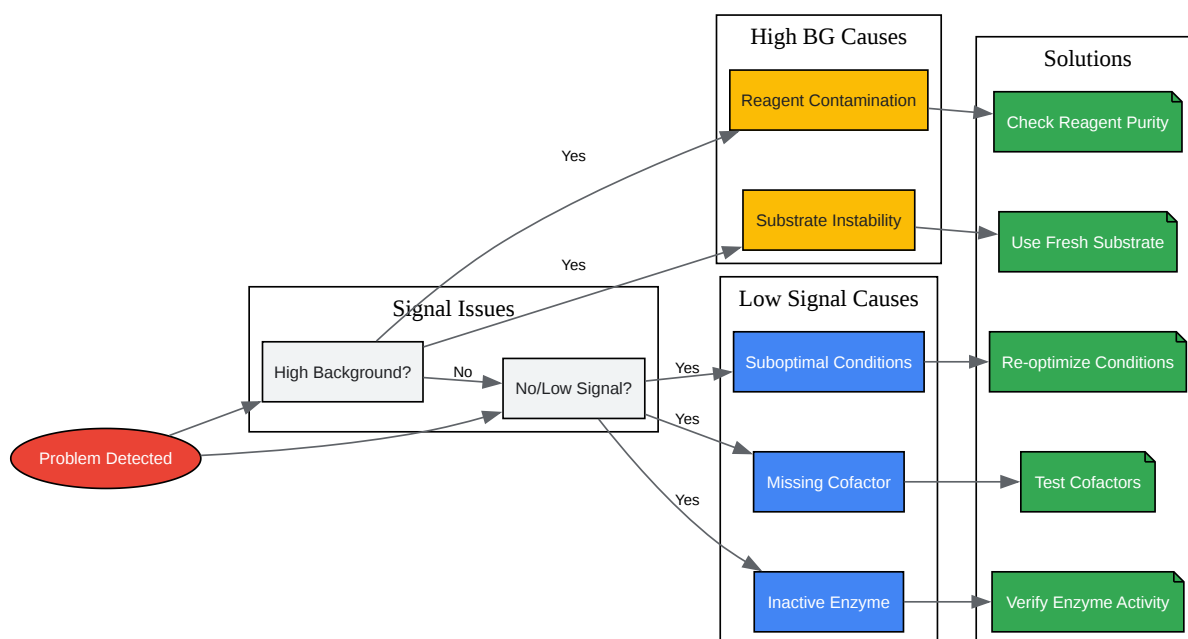 High BG Causes
Reagent Contamination
Substrate Instability
Solutions
Check Reagent Purity
Use Fresh Substrate
Re-optimize Conditions
Test Cofactors
Verify Enzyme Activity
Yes
Yes
Signal Issues
High Background?
No
No/Low Signal?
Problem Detected
Yes
Yes
Yes
Low Signal Causes
Suboptimal Conditions
Missing Cofactor
Inactive Enzyme